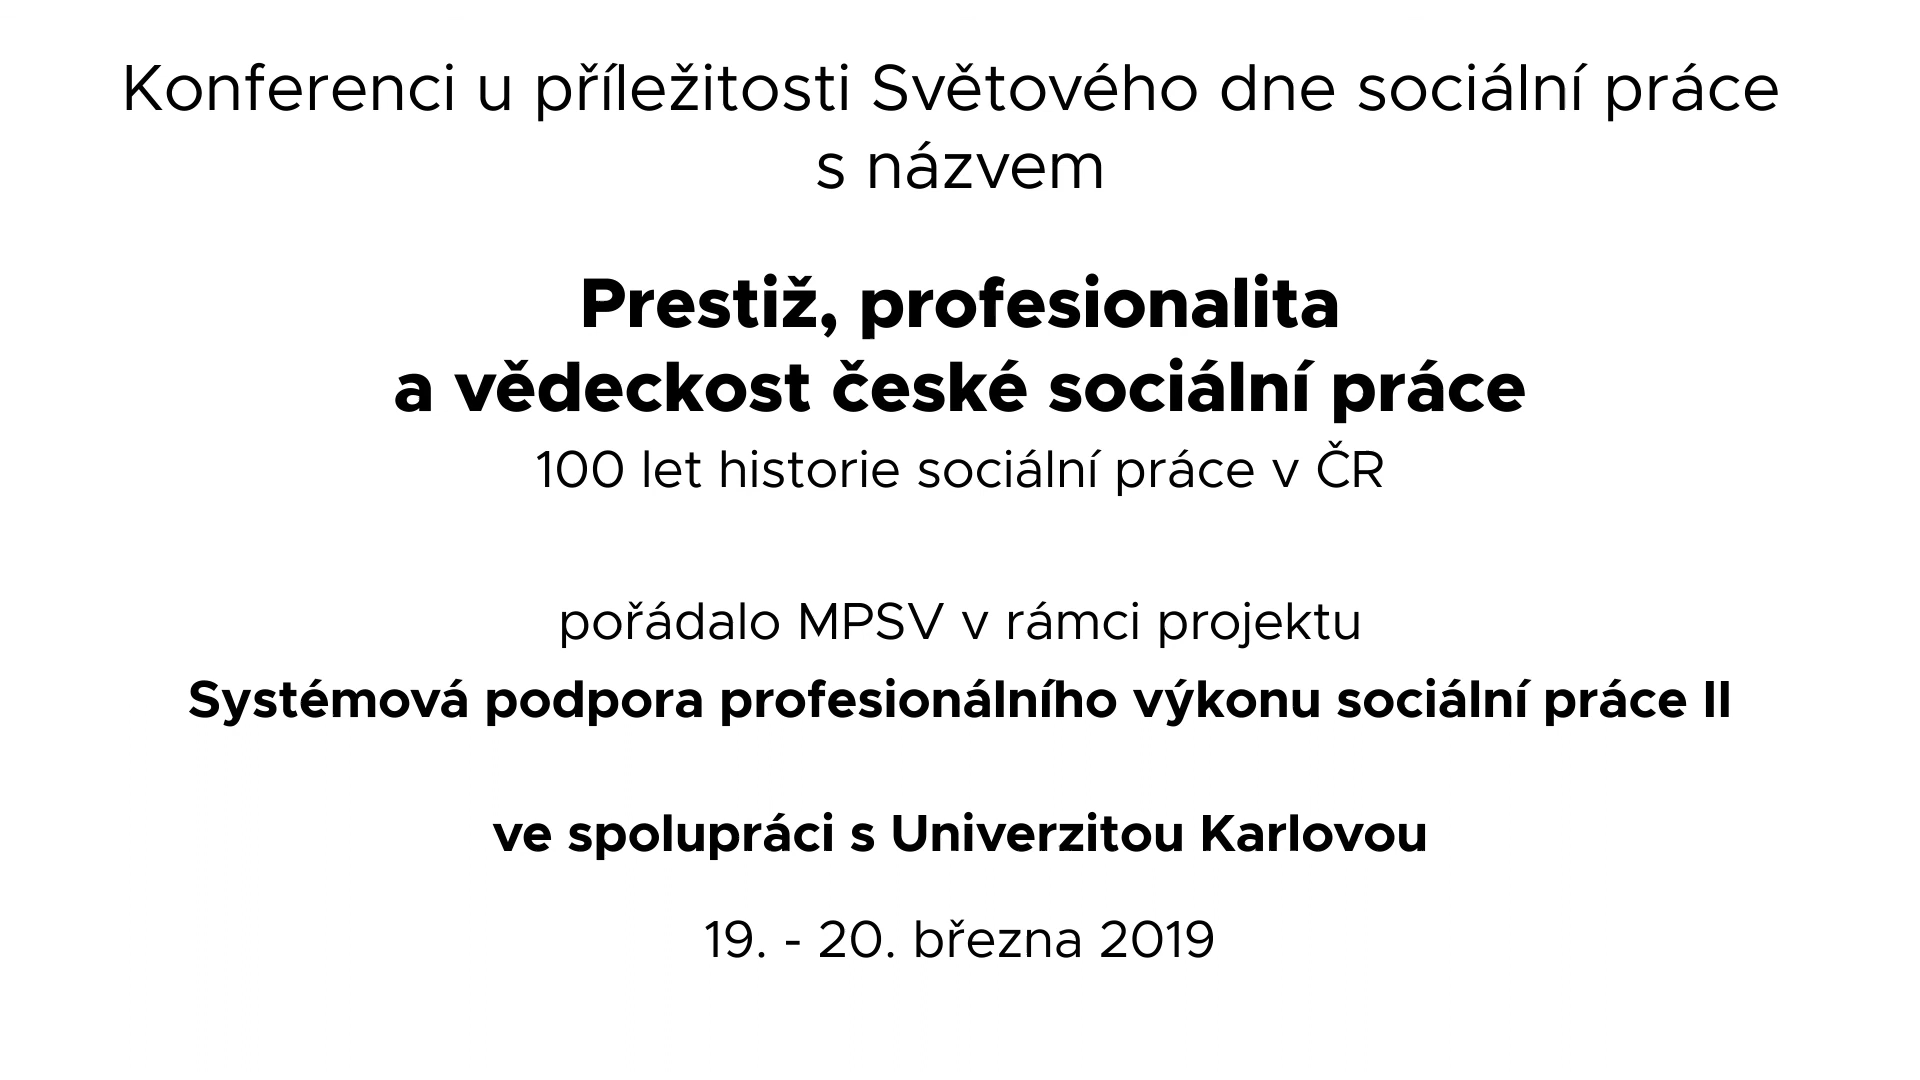 Konferenci u příležitosti Světového dne sociální práce
s názvem
Prestiž, profesionalita
a vědeckost české sociální práce
100 let historie sociální práce v ČR
pořádalo MPSV v rámci projektu
Systémová podpora profesionálního výkonu sociální práce II
ve spolupráci s Univerzitou Karlovou
19. - 20. března 2019